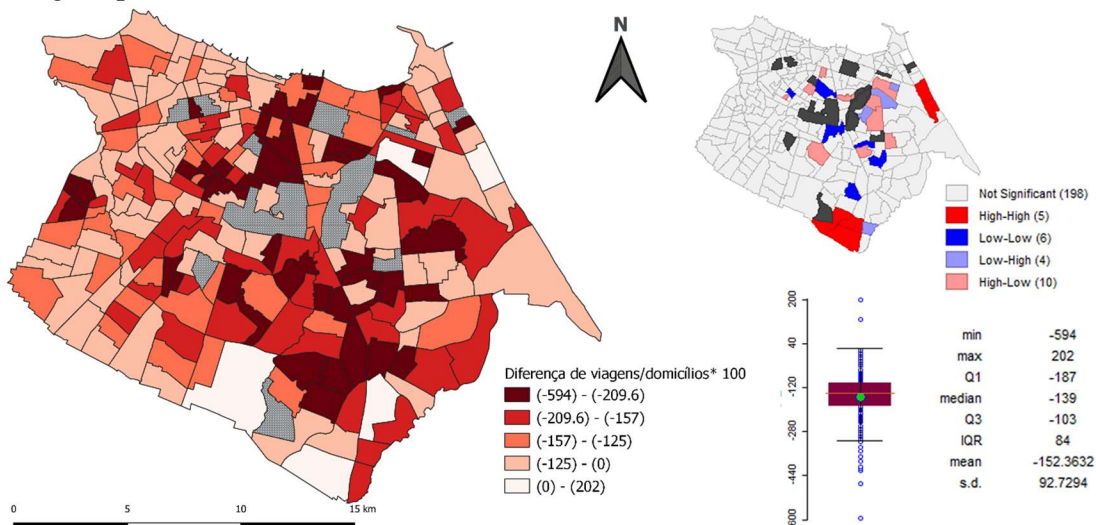 N
Diferença de viagens/domicílios* 100
(-594) - (-209.6)
(-209.6) - (-157)
(-157) - (-125)
(-125) - (0)
(0) - (202)
0 5 10 15 km
Not Significant (198)
High-High (5)
Low-Low (6)
Low-High (4)
High-Low (10)
200
40
-120
-280
-440
-600
min -594
max 202
Q1 -187
median -139
Q3 -103
IQR 84
mean -152.3632
s.d. 92.7294